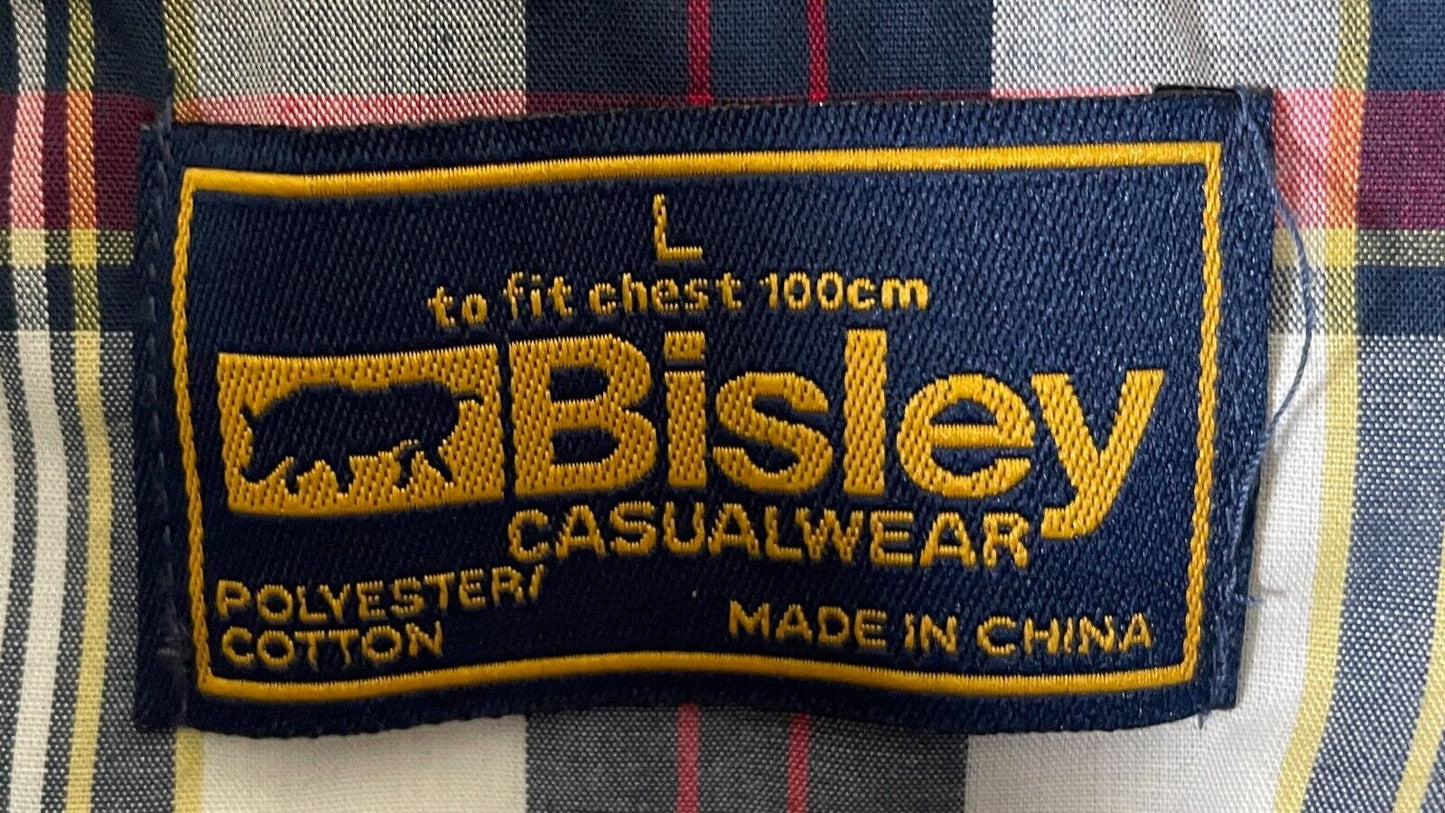 L
to fit chest 100cm
Bisley
CASUALWEAR
POLYESTER/
COTTON
MADE IN CHINA